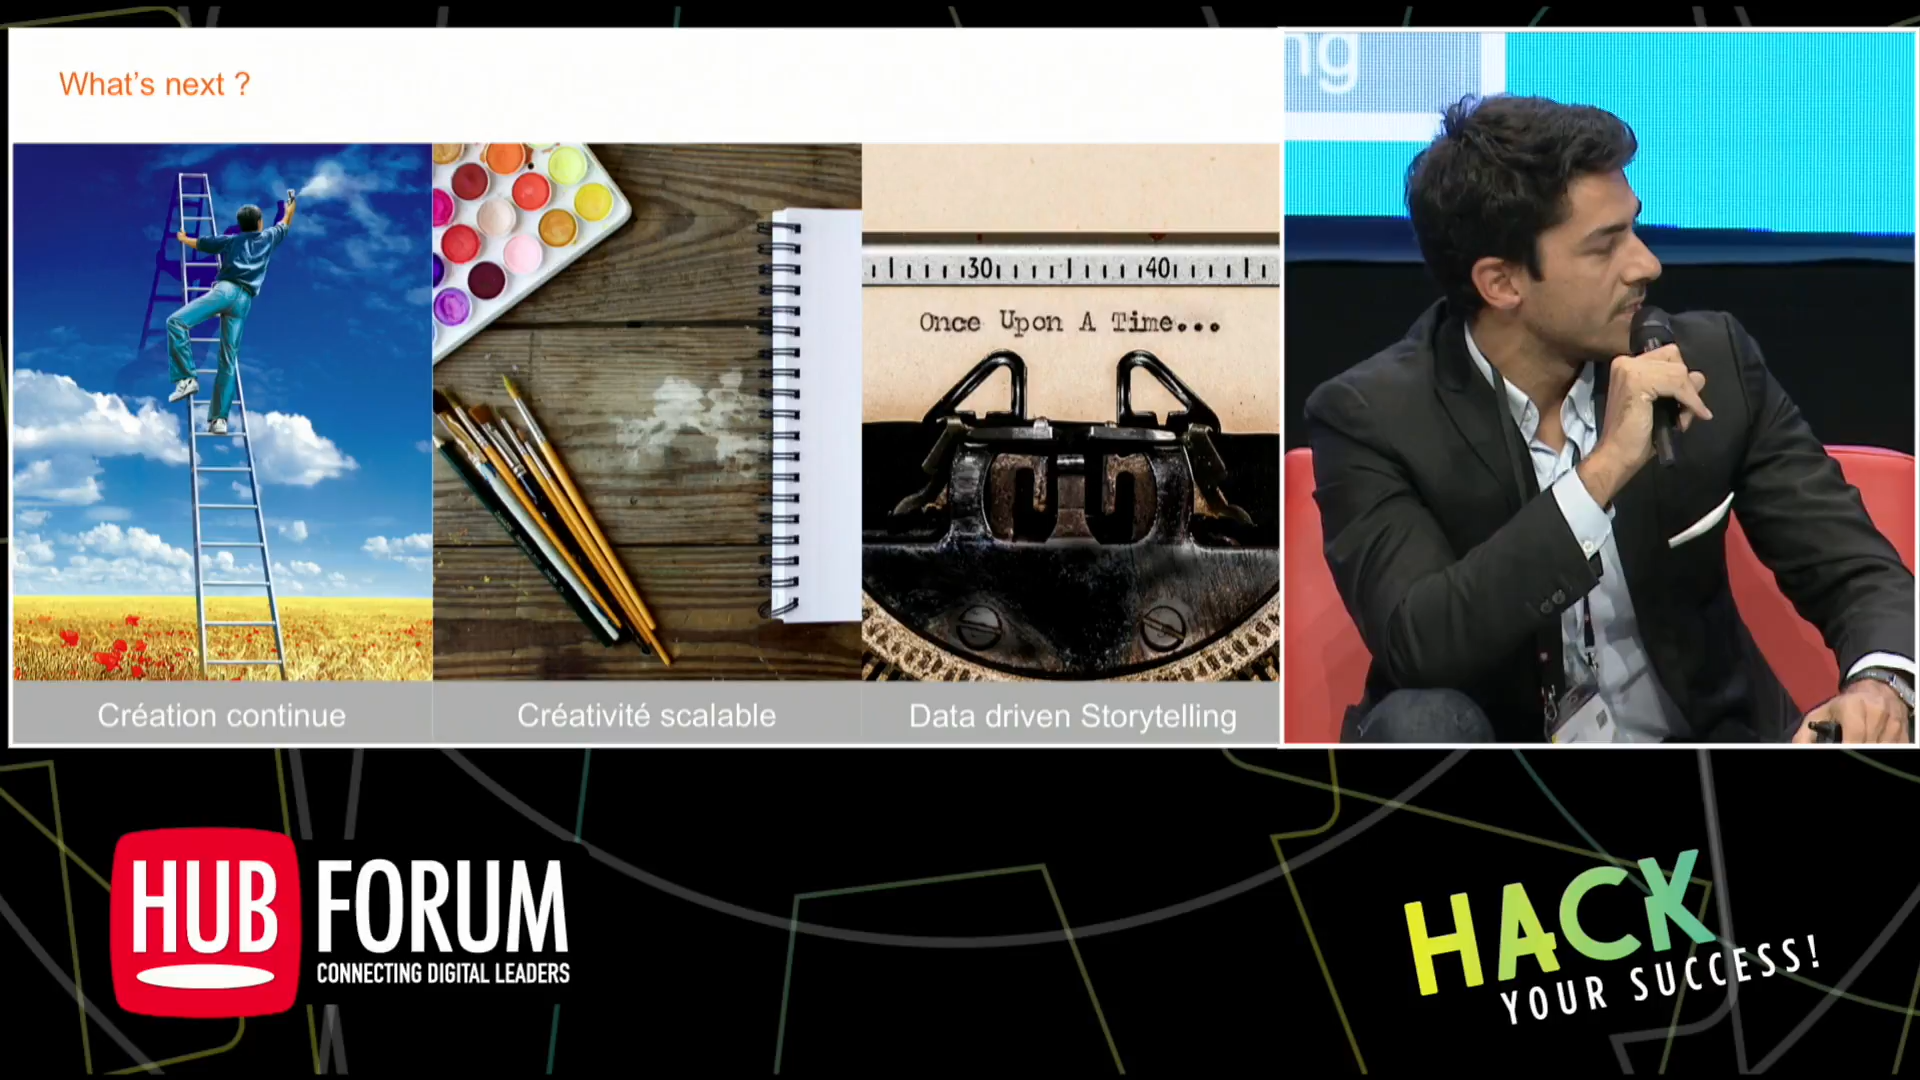 What's next ?
ng
30
40
Once Upon A Time...
Création continue
Créativité scalable
Data driven Storytelling
HUB FORUM
CONNECTING DIGITAL LEADERS
HACK
YOUR SUCCESS!